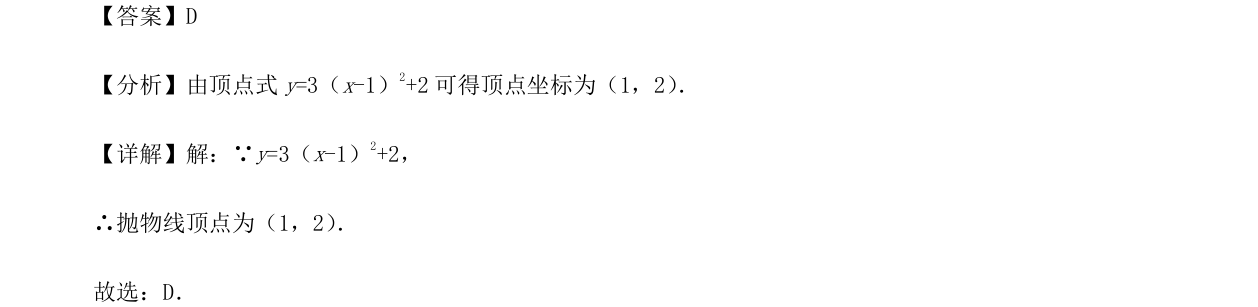 【答案】D
【分析】由顶点式 y=3（x-1）²+2 可得顶点坐标为（1，2）.
【详解】解：∵y=3（x-1）²+2，
∴抛物线顶点为（1，2）.
故选：D.